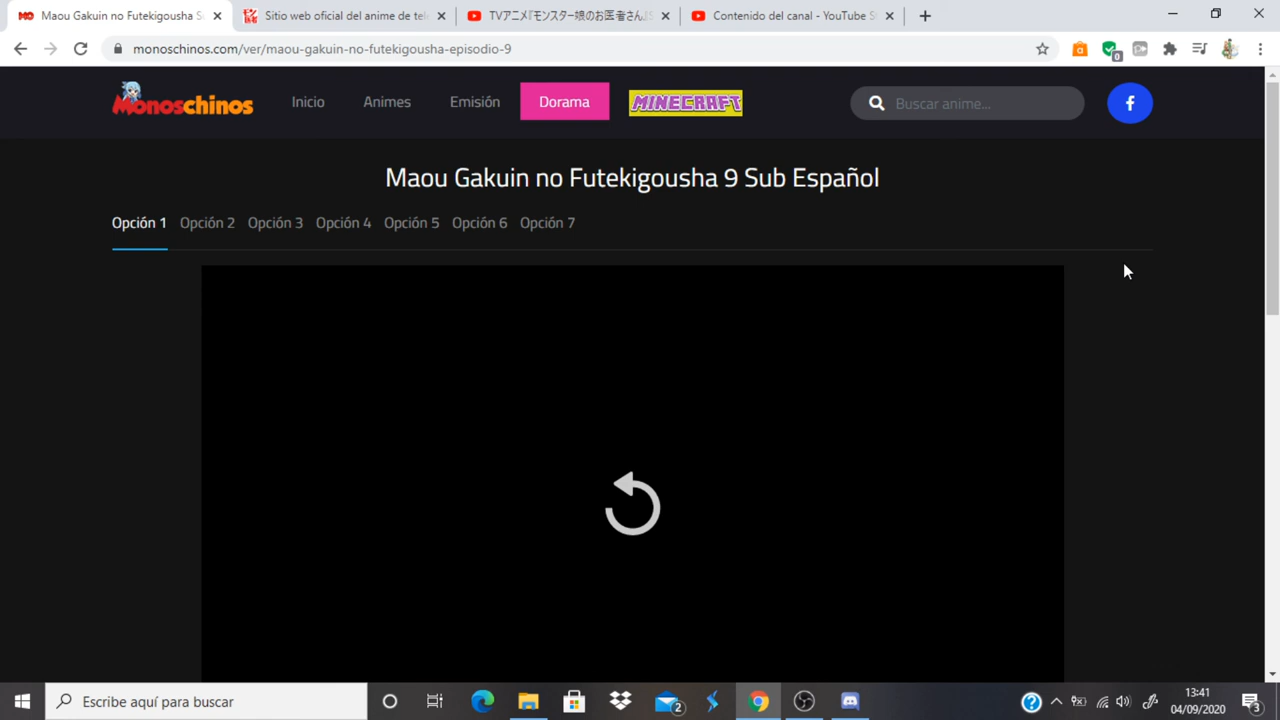 Maou Gakuin no Futekigousha S
Sitio web oficial del anime de tele
TVアニメ『モンスター娘のお医者さん』S
Contenido del canal - YouTube S
monoschinos.com/ver/maou-gakuin-no-futekigousha-episodio-9
0
Monoschinos
Inicio
Animes
Emisión
Dorama
MINECRAFT
Buscar anime...
Maou Gakuin no Futekigousha 9 Sub Español
Opción 1 Opción 2 Opción 3 Opción 4 Opción 5 Opción 6 Opción 7
Escribe aquí para buscar
2
13:41
04/09/2020
3